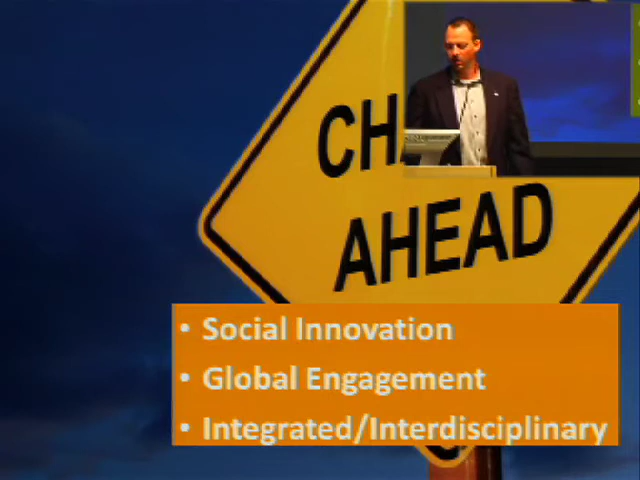 CH
AHEAD
• Social Innovation
• Global Engagement
• Integrated/Interdisciplinary